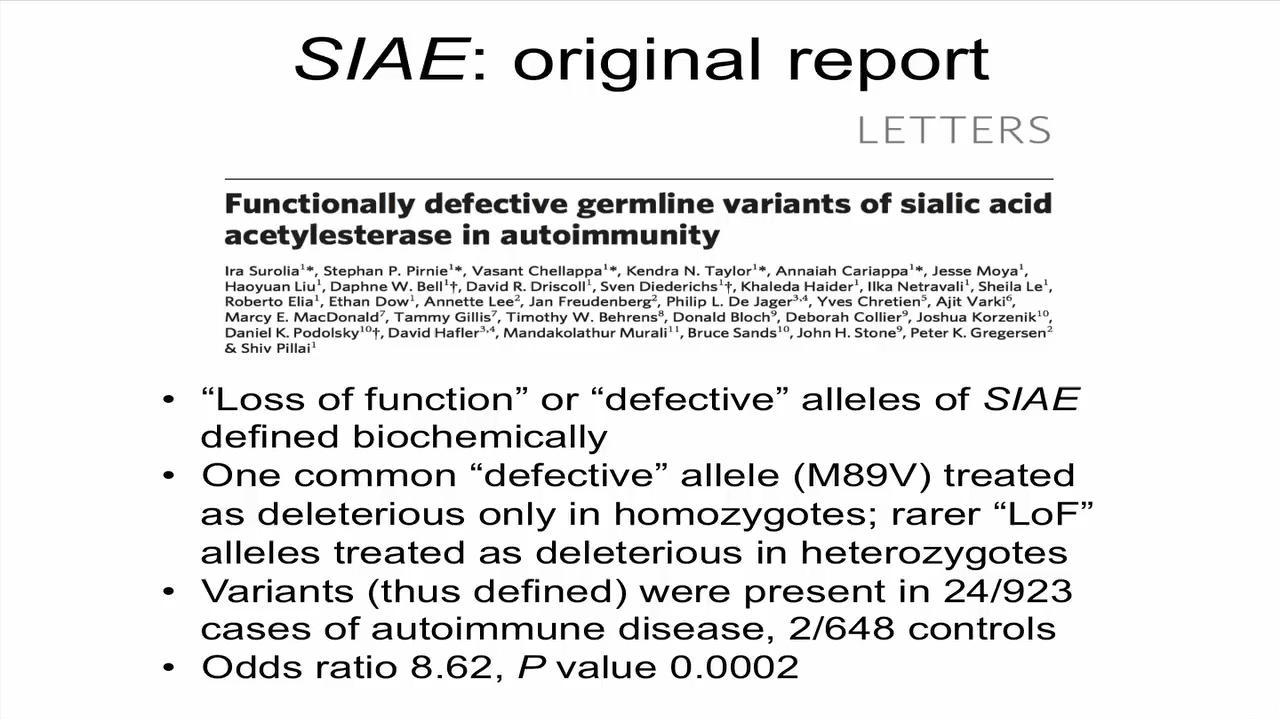 SIAE: original report
LETTERS
Functionally defective germline variants of sialic acid
acetylesterase in autoimmunity
Ira Surolia¹*, Stephan P. Pirnie¹*, Vasant Chellappa¹*, Kendra N. Taylor¹*, Annaiah Cariappa¹*, Jesse Moya¹,
Haoyuan Liu¹, Daphne W. Bell¹†, David R. Driscoll¹, Sven Diederichs¹†, Khaleda Haider¹, Ilka Netravali¹, Sheila Le¹,
Roberto Elia¹, Ethan Dow¹, Annette Lee², Jan Freudenberg², Philip L. De Jager³,⁴, Yves Chretien⁵, Ajit Varki⁶,
Marcy E. MacDonald⁷, Tammy Gillis⁷, Timothy W. Behrens⁸, Donald Bloch⁹, Deborah Collier⁹, Joshua Korzenik¹⁰,
Daniel K. Podolsky¹⁰†, David Hafler³,⁴, Mandakolathur Murali¹¹, Bruce Sands¹⁰, John H. Stone⁹, Peter K. Gregersen²
& Shiv Pillai¹
• “Loss of function” or “defective” alleles of SIAE
defined biochemically
• One common “defective” allele (M89V) treated
as deleterious only in homozygotes; rarer “LoF”
alleles treated as deleterious in heterozygotes
• Variants (thus defined) were present in 24/923
cases of autoimmune disease, 2/648 controls
• Odds ratio 8.62, P value 0.0002